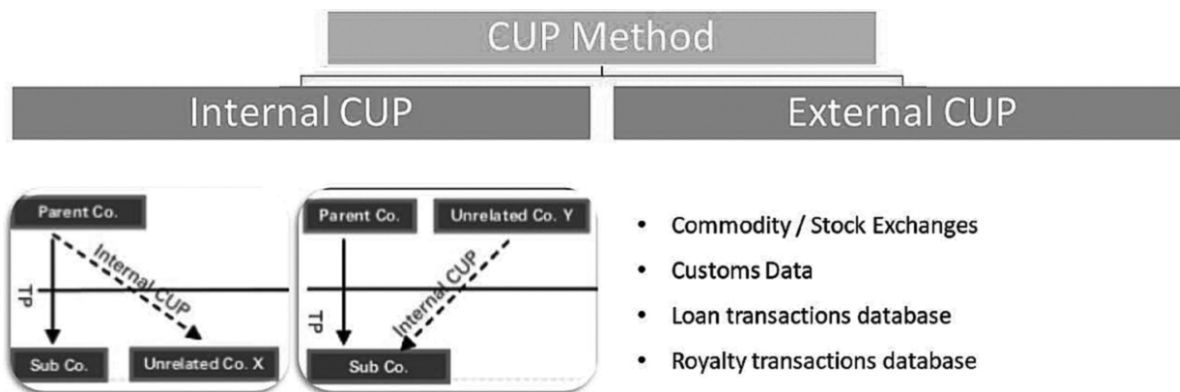 CUP Method
Internal CUP
External CUP
Parent Co.
Internal CUP
TP
Sub Co.
Unrelated Co. X
Parent Co.
Unrelated Co. Y
Internal CUP
TP
Sub Co.
• Commodity / Stock Exchanges
• Customs Data
• Loan transactions database
• Royalty transactions database